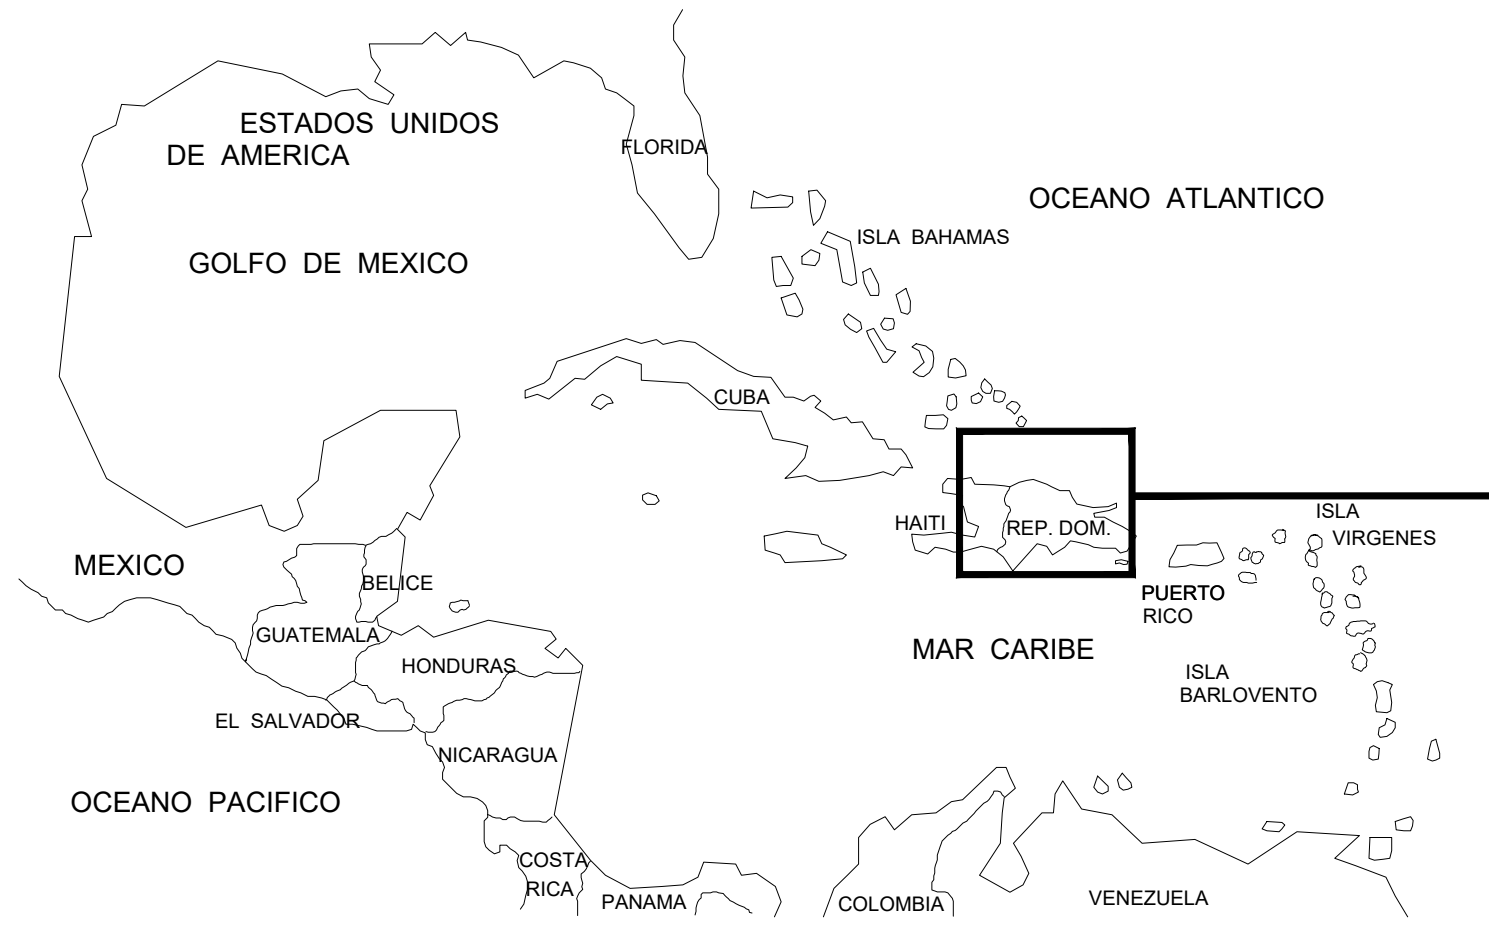 ESTADOS UNIDOS
DE AMERICA
FLORIDA
OCEANO ATLANTICO
ISLA BAHAMAS
GOLFO DE MEXICO
CUBA
HAITI
REP. DOM.
ISLA
VIRGENES
MEXICO
BELICE
PUERTO
RICO
GUATEMALA
HONDURAS
MAR CARIBE
ISLA
BARLOVENTO
EL SALVADOR
NICARAGUA
OCEANO PACIFICO
COSTA
RICA
PANAMA
COLOMBIA
VENEZUELA